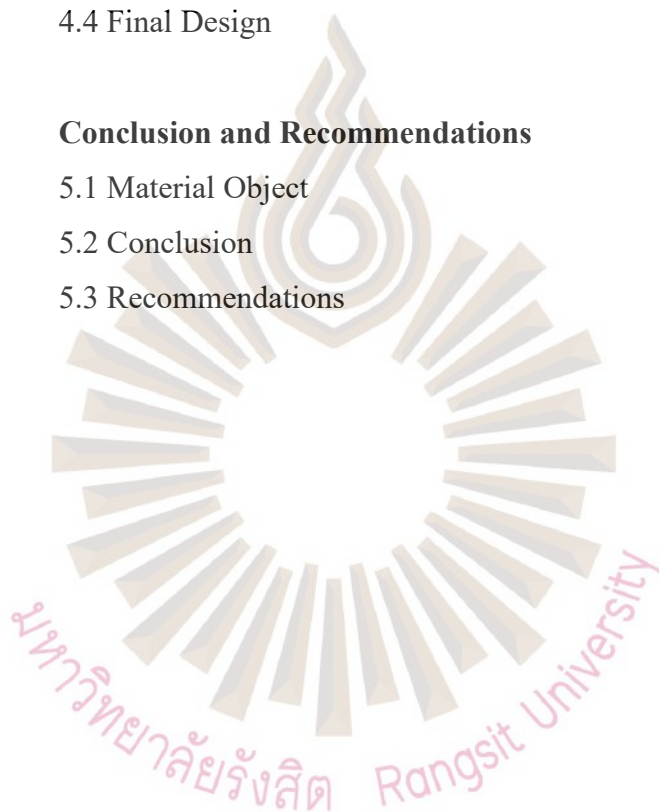 4.4 Final Design
Conclusion and Recommendations
5.1 Material Object
5.2 Conclusion
5.3 Recommendations
มหาวิทยาลัยรังสิต Rangsit University